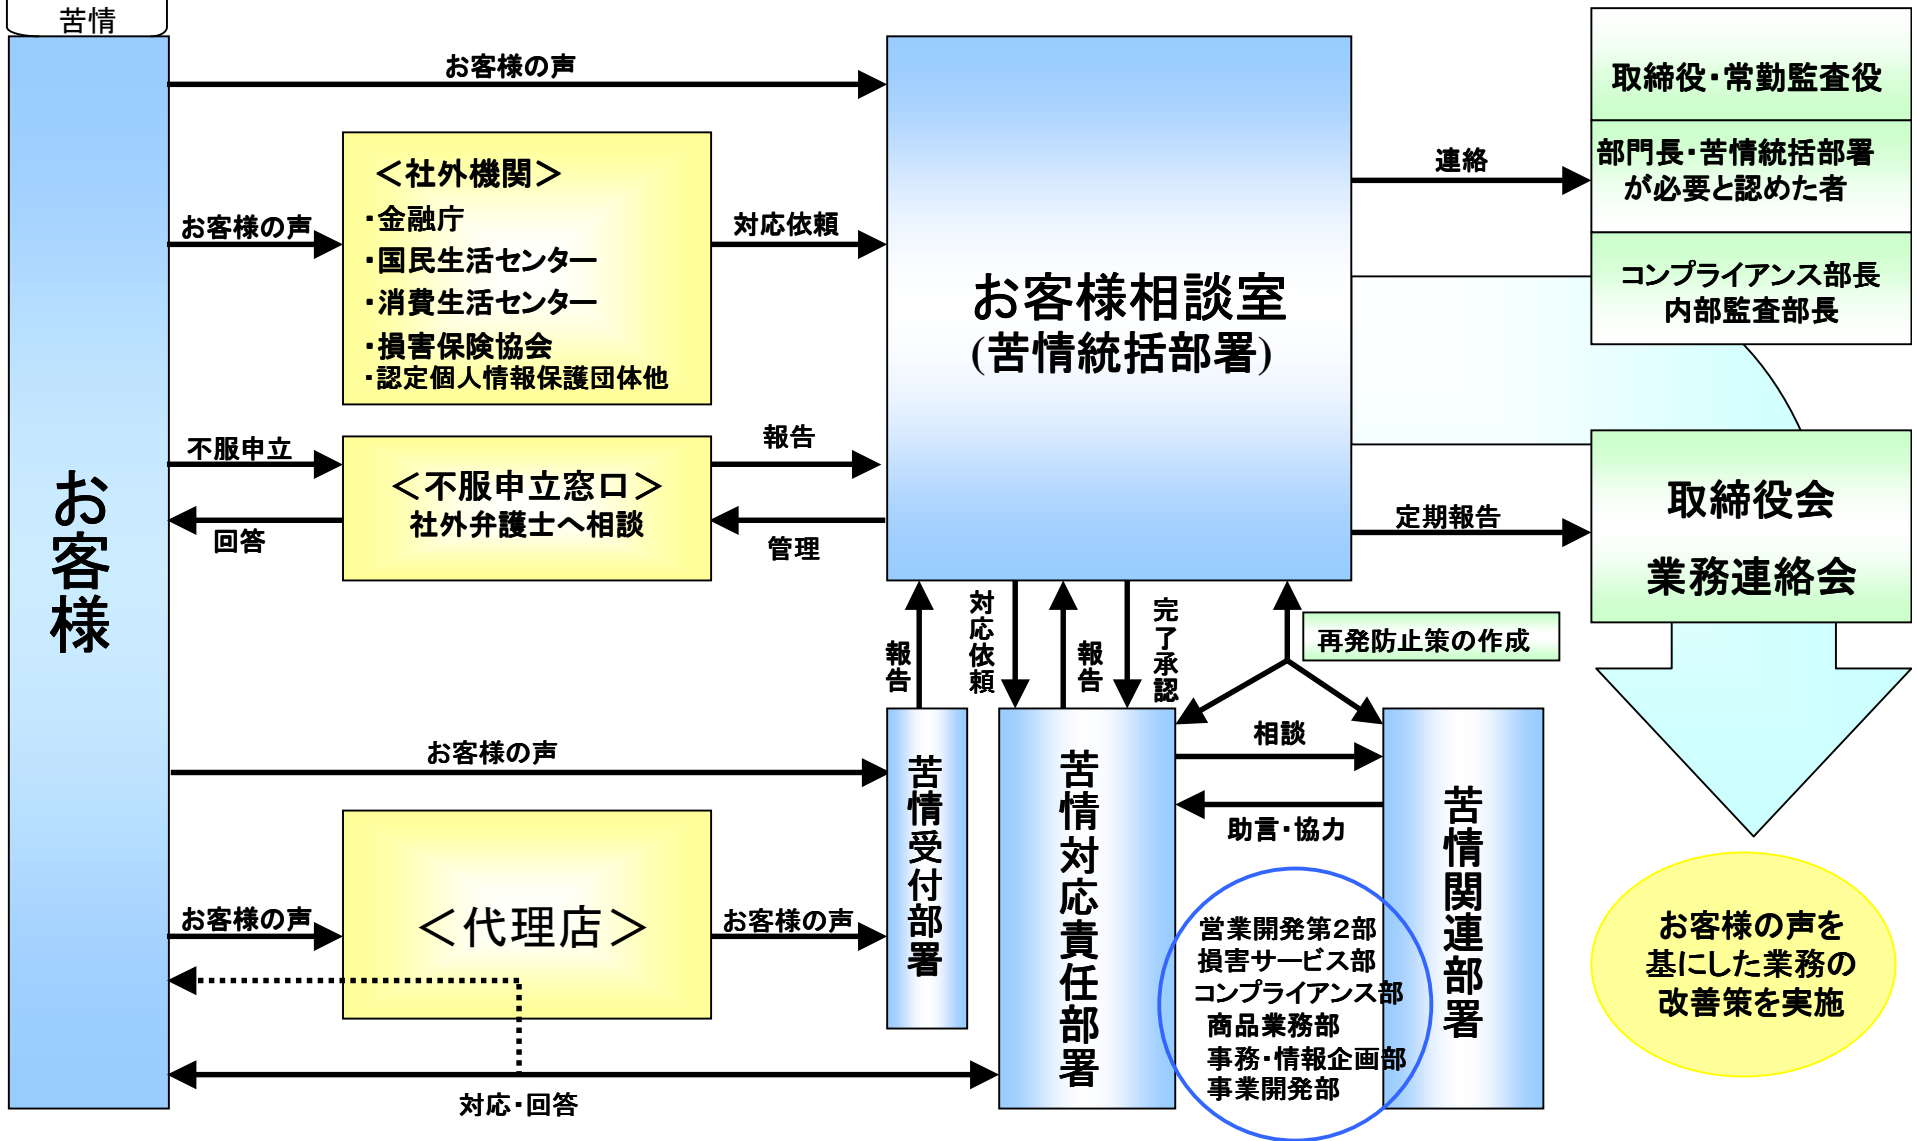 苦情
お客様
お客様の声
お客様の声
＜社外機関＞
・金融庁
・国民生活センター
・消費生活センター
・損害保険協会
・認定個人情報保護団体他
対応依頼
不服申立
回答
＜不服申立窓口＞
社外弁護士へ相談
報告
管理
お客様相談室
(苦情統括部署)
連絡
取締役・常勤監査役
部門長・苦情統括部署
が必要と認めた者
コンプライアンス部長
内部監査部長
定期報告
取締役会
業務連絡会
報告
対応依頼
報告
完了承認
再発防止策の作成
お客様の声
お客様の声
＜代理店＞
お客様の声
苦情受付部署
苦情対応責任部署
相談
助言・協力
苦情関連部署
営業開発第２部
損害サービス部
コンプライアンス部
商品業務部
事務・情報企画部
事業開発部
対応・回答
お客様の声を
基にした業務の
改善策を実施